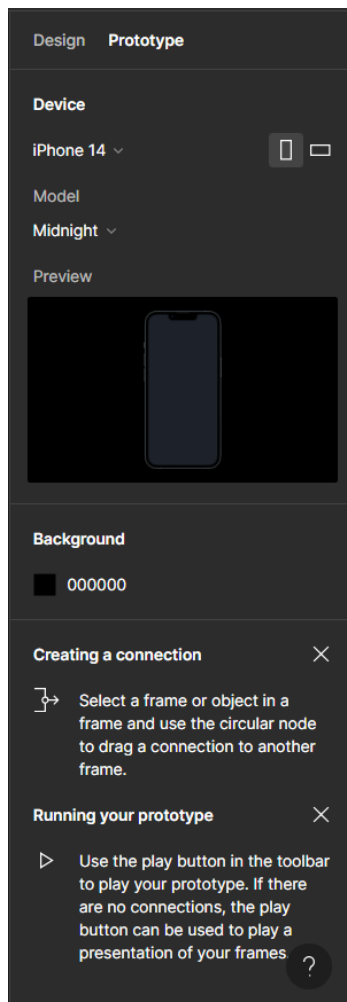 Design Prototype
Device
iPhone 14
Model
Midnight
Preview
Background
000000
Creating a connection
Select a frame or object in a
frame and use the circular node
to drag a connection to another
frame.
Running your prototype
Use the play button in the toolbar
to play your prototype. If there
are no connections, the play
button can be used to play a
presentation of your frames.
?